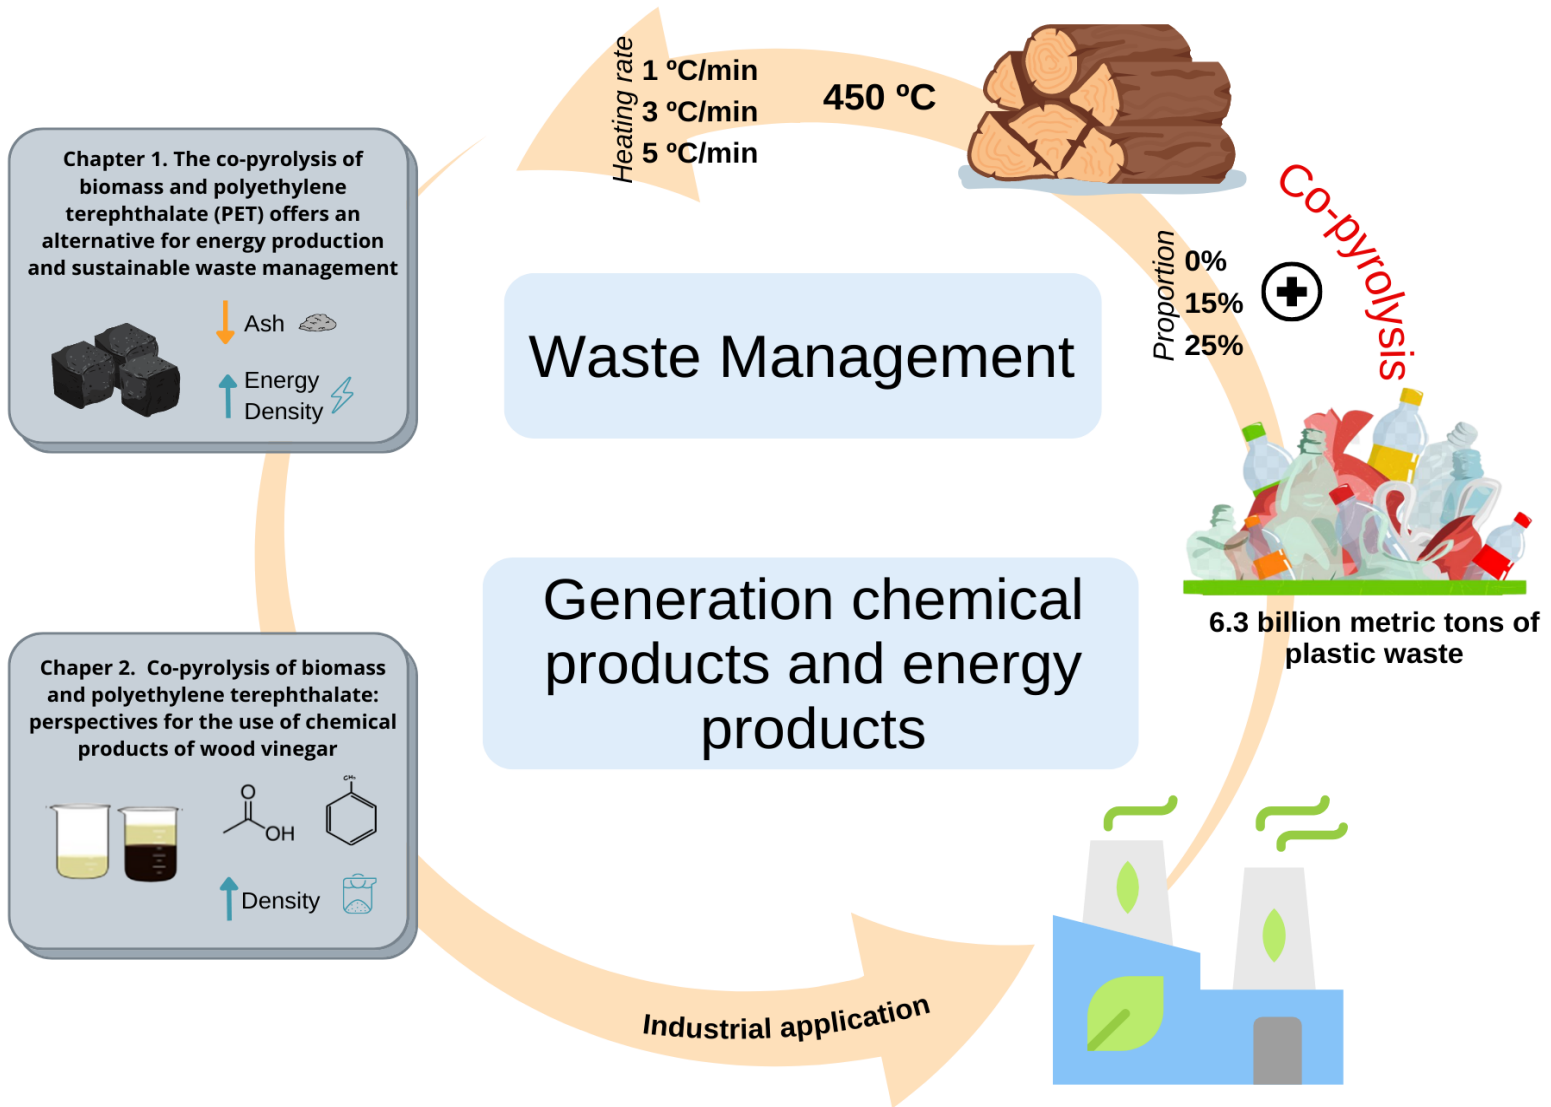 Heating rate
1 ºC/min
3 ºC/min
5 ºC/min
450 ºC
Co-pyrolysis
Proportion
0%
15%
25%
6.3 billion metric tons of
plastic waste
Chapter 1. The co-pyrolysis of
biomass and polyethylene
terephthalate (PET) offers an
alternative for energy production
and sustainable waste management
Ash
Energy
Density
Waste Management
Generation chemical
products and energy
products
Chaper 2. Co-pyrolysis of biomass
and polyethylene terephthalate:
perspectives for the use of chemical
products of wood vinegar
O
OH
CH₃
Density
Industrial application